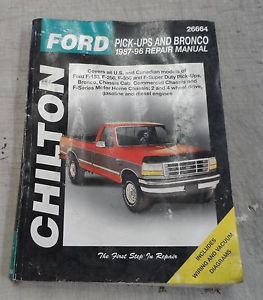 26664
FORD
PICK-UPS AND BRONCO
1987-96 REPAIR MANUAL
Covers all U.S. and Canadian models of
Ford F-150, F-250, F-350 and F-Super Duty Pick-Ups,
Bronco, Chassis Cab, Commercial Chassis and
F-Series Motor Home Chassis; 2 and 4 wheel drive,
gasoline and diesel engines
CHILTON
The First Step In Repair
INCLUDES
WIRING AND VACUUM
DIAGRAMS